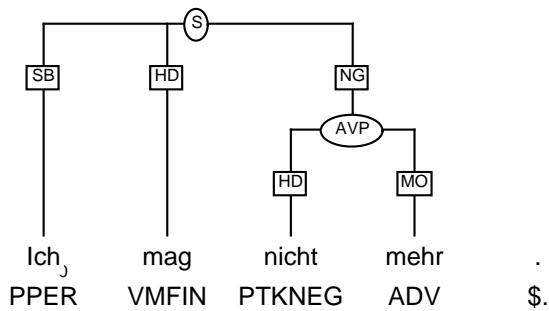 S
SB HD NG
AVP
HD MO
Ich mag nicht mehr .
PPER VMFIN PTKNEG ADV $.